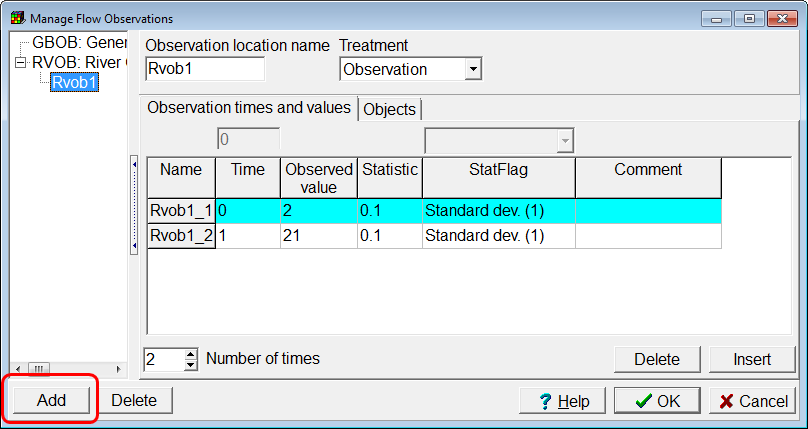 Manage Flow Observations
GBOB: Gener
RVOB: River
Rvob1
Observation location name Treatment
Rvob1 Observation
Observation times and values Objects
0
Name Time Observed value Statistic StatFlag Comment
Rvob1_1 0 2 0.1 Standard dev. (1)
Rvob1_2 1 21 0.1 Standard dev. (1)
2 Number of times Delete Insert
Add Delete ? Help OK Cancel